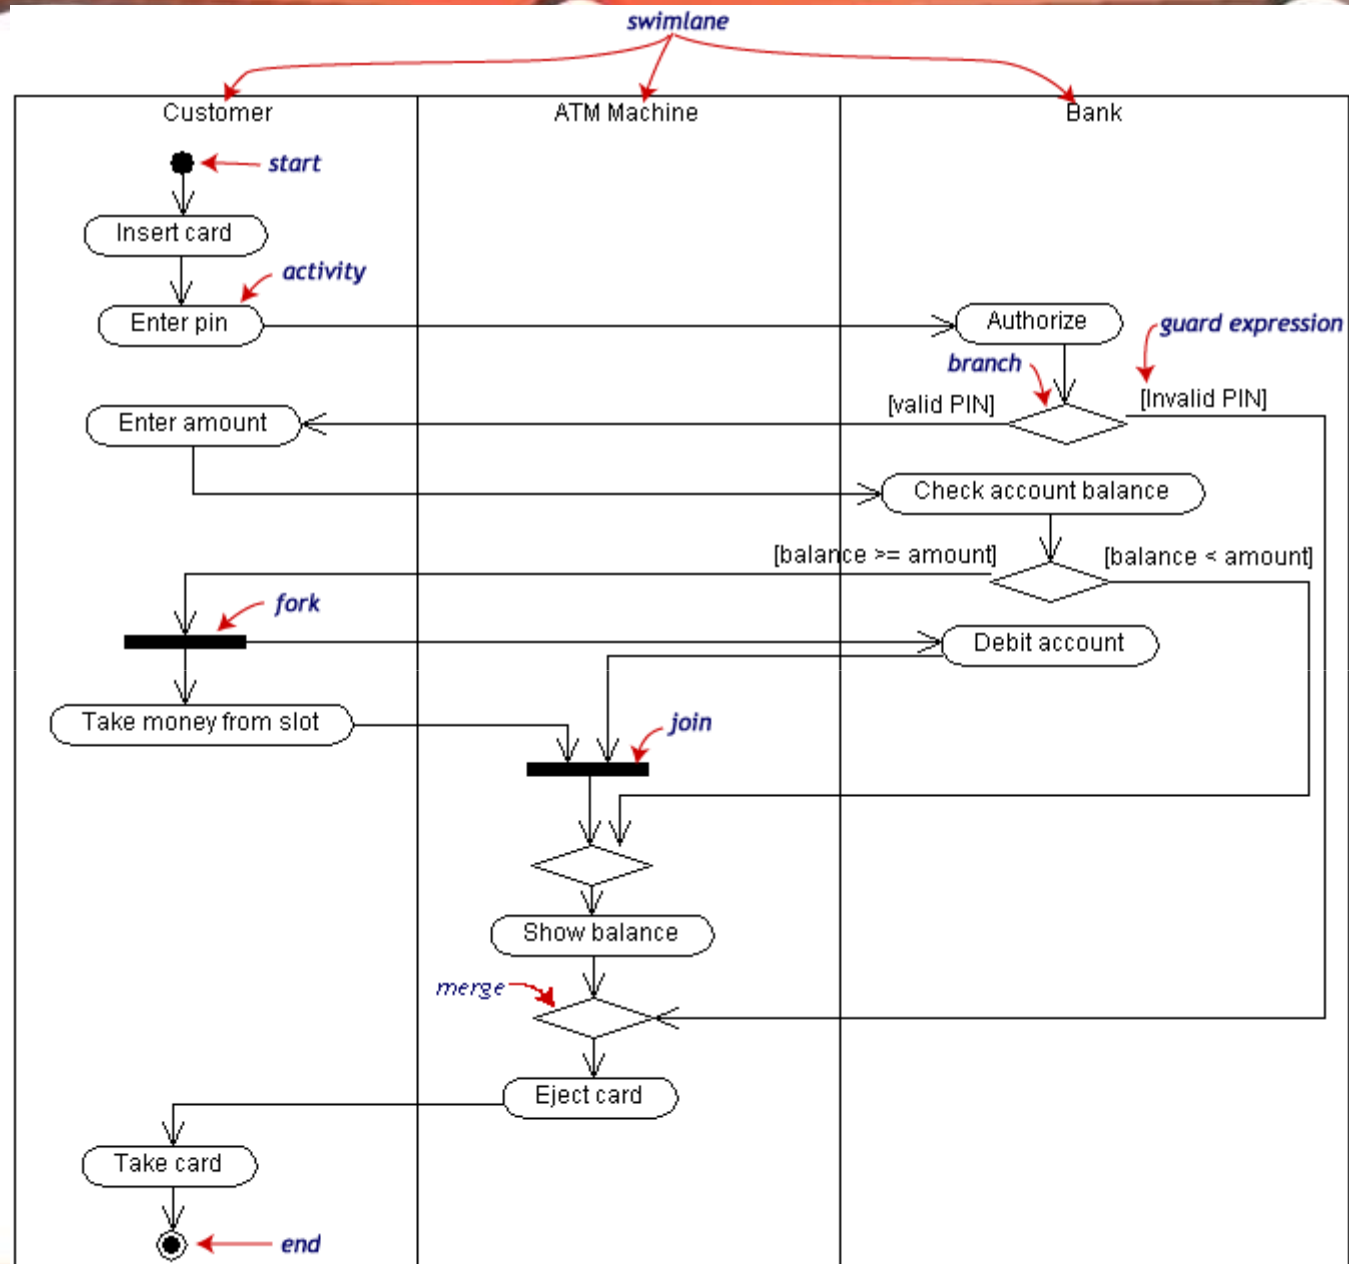 swimlane
Customer
ATM Machine
Bank
start
Insert card
activity
Enter pin
Authorize
guard expression
branch
[valid PIN]
[Invalid PIN]
Enter amount
Check account balance
[balance >= amount]
[balance < amount]
fork
Debit account
Take money from slot
join
Show balance
merge
Eject card
Take card
end